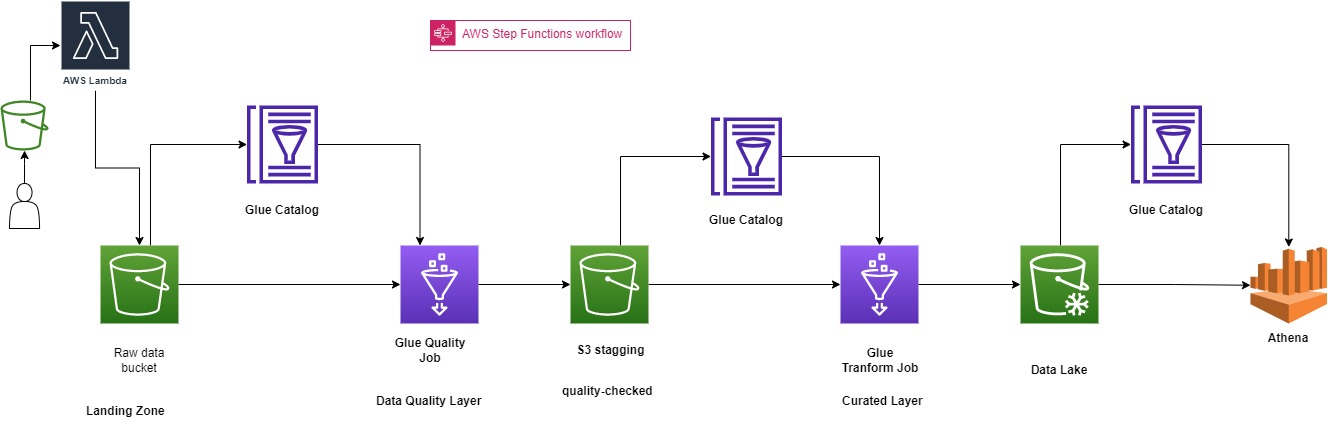 AWS Step Functions workflow
AWS Lambda
Glue Catalog
Glue Catalog
Glue Catalog
Raw data
bucket
Landing Zone
Glue Quality
Job
Data Quality Layer
S3 stagging
quality-checked
Glue
Tranform Job
Curated Layer
Data Lake
Athena